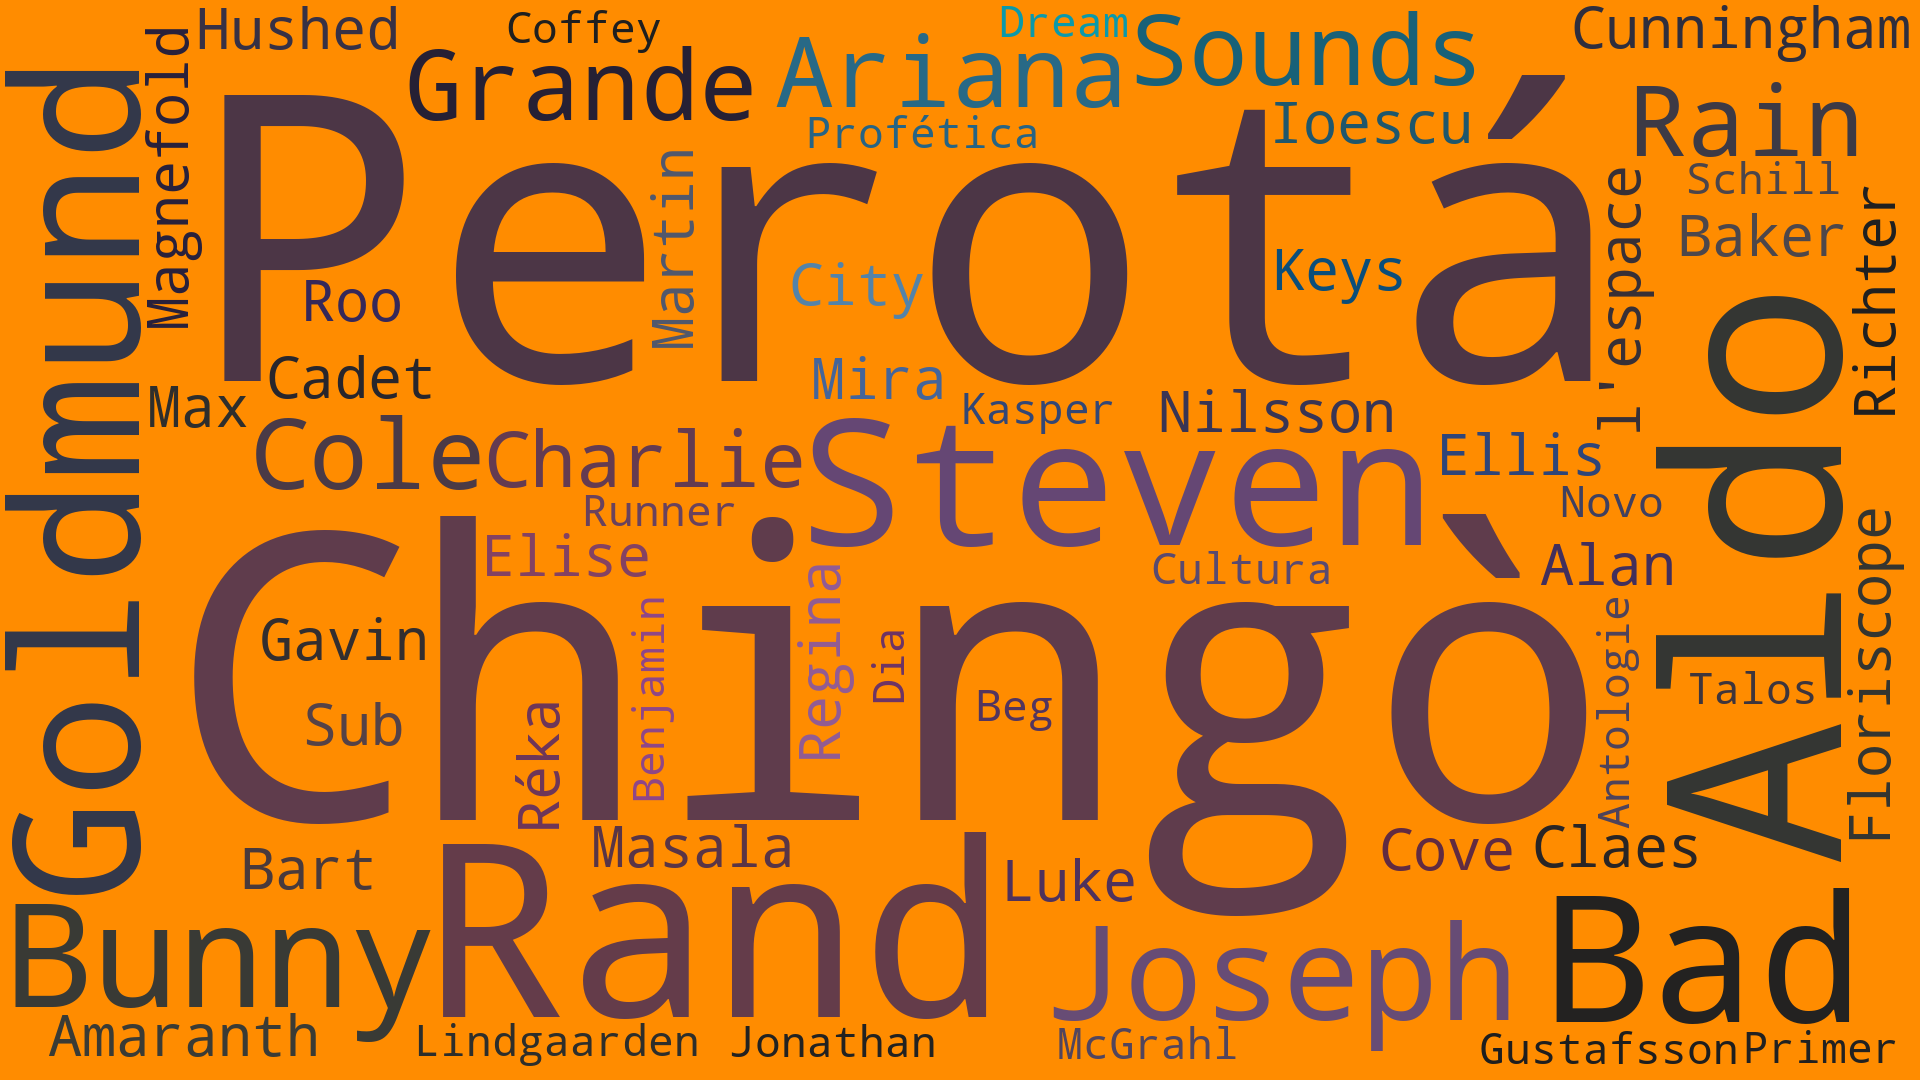 Hushed
Coffey
Dream
Sounds
Cunningham
Grande
Ariana
Magnefold
Goldmund
Profética
Ioescu
Rain
Perotá
Martin
Schill
Baker
l'espace
Richter
Roo
City
Keys
Cadet
Mira
Max
Kasper
Nilsson
Aldo
Cole
Charlie
Steven
Ellis
Runner
Novo
Elise
Cultura
Alan
Chingò
Gavin
Benjamin
Regina
Dia
Antologie
Floriscope
Sub
Réka
Beg
Talos
Bart
Masala
Luke
Cove
Claes
Bunny
Rand
Joseph
Bad
Amaranth
Lindgaarden
Jonathan
McGrahl
Gustafsson
Primer